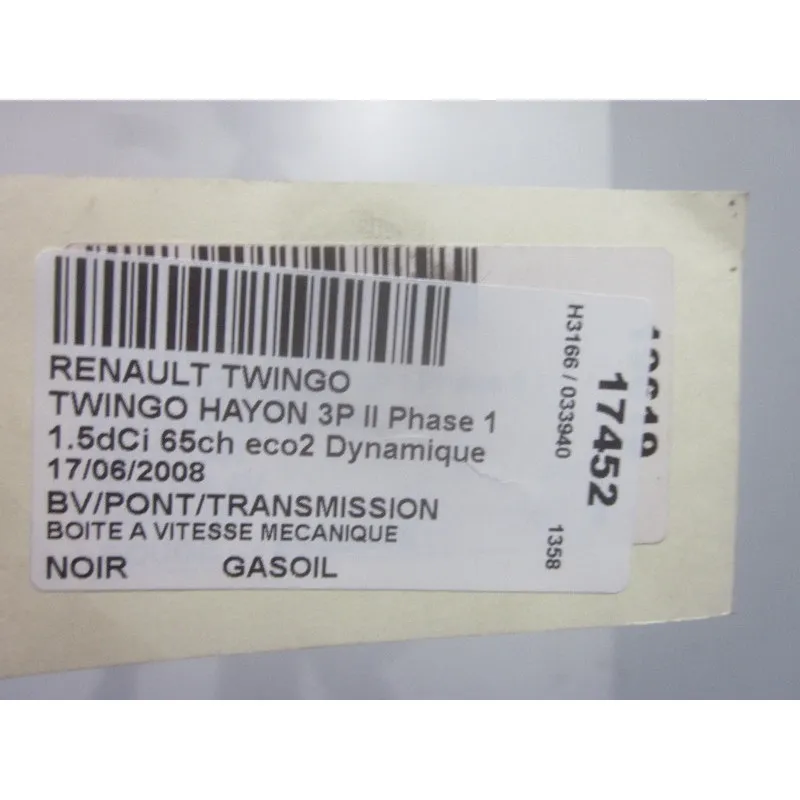 RENAULT TWINGO
TWINGO HAYON 3P II Phase 1
1.5dCi 65ch eco2 Dynamique
17/06/2008
BV/PONT/TRANSMISSION
BOITE A VITESSE MECANIQUE
NOIR GASOIL
H3166 / 033940
17452
1358